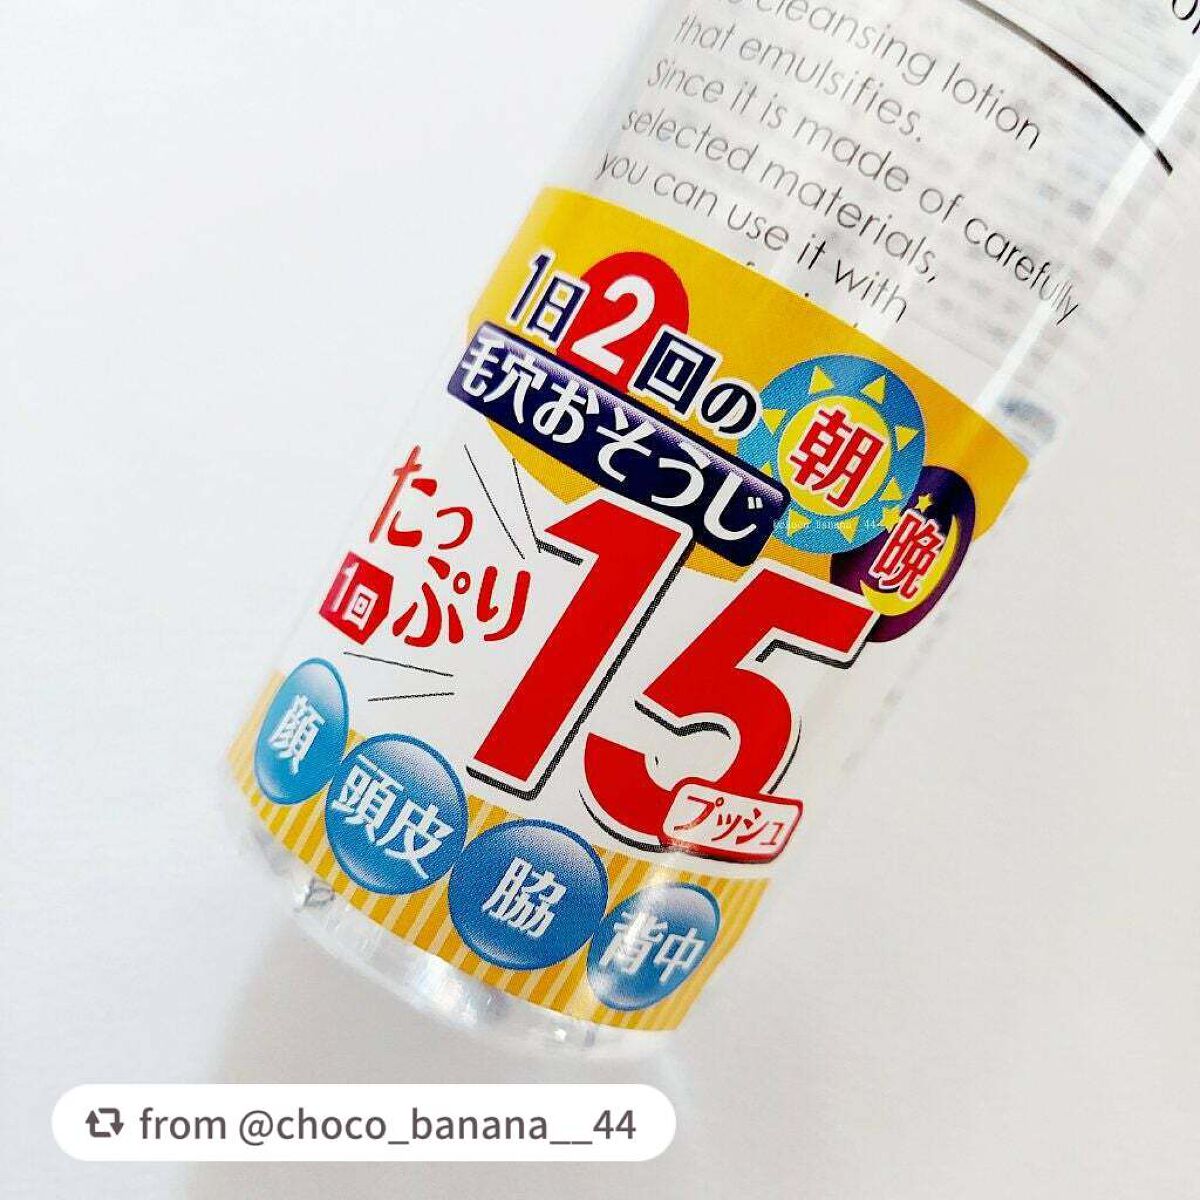 cleansing lotion
that emulsifies.
Since it is made of carefully
selected materials,
you can use it with
1日2回の
毛穴おそうじ
朝
晩
たっぷり
1回
15
プッシュ
顔
頭皮
脇
背中
from @choco_banana__44